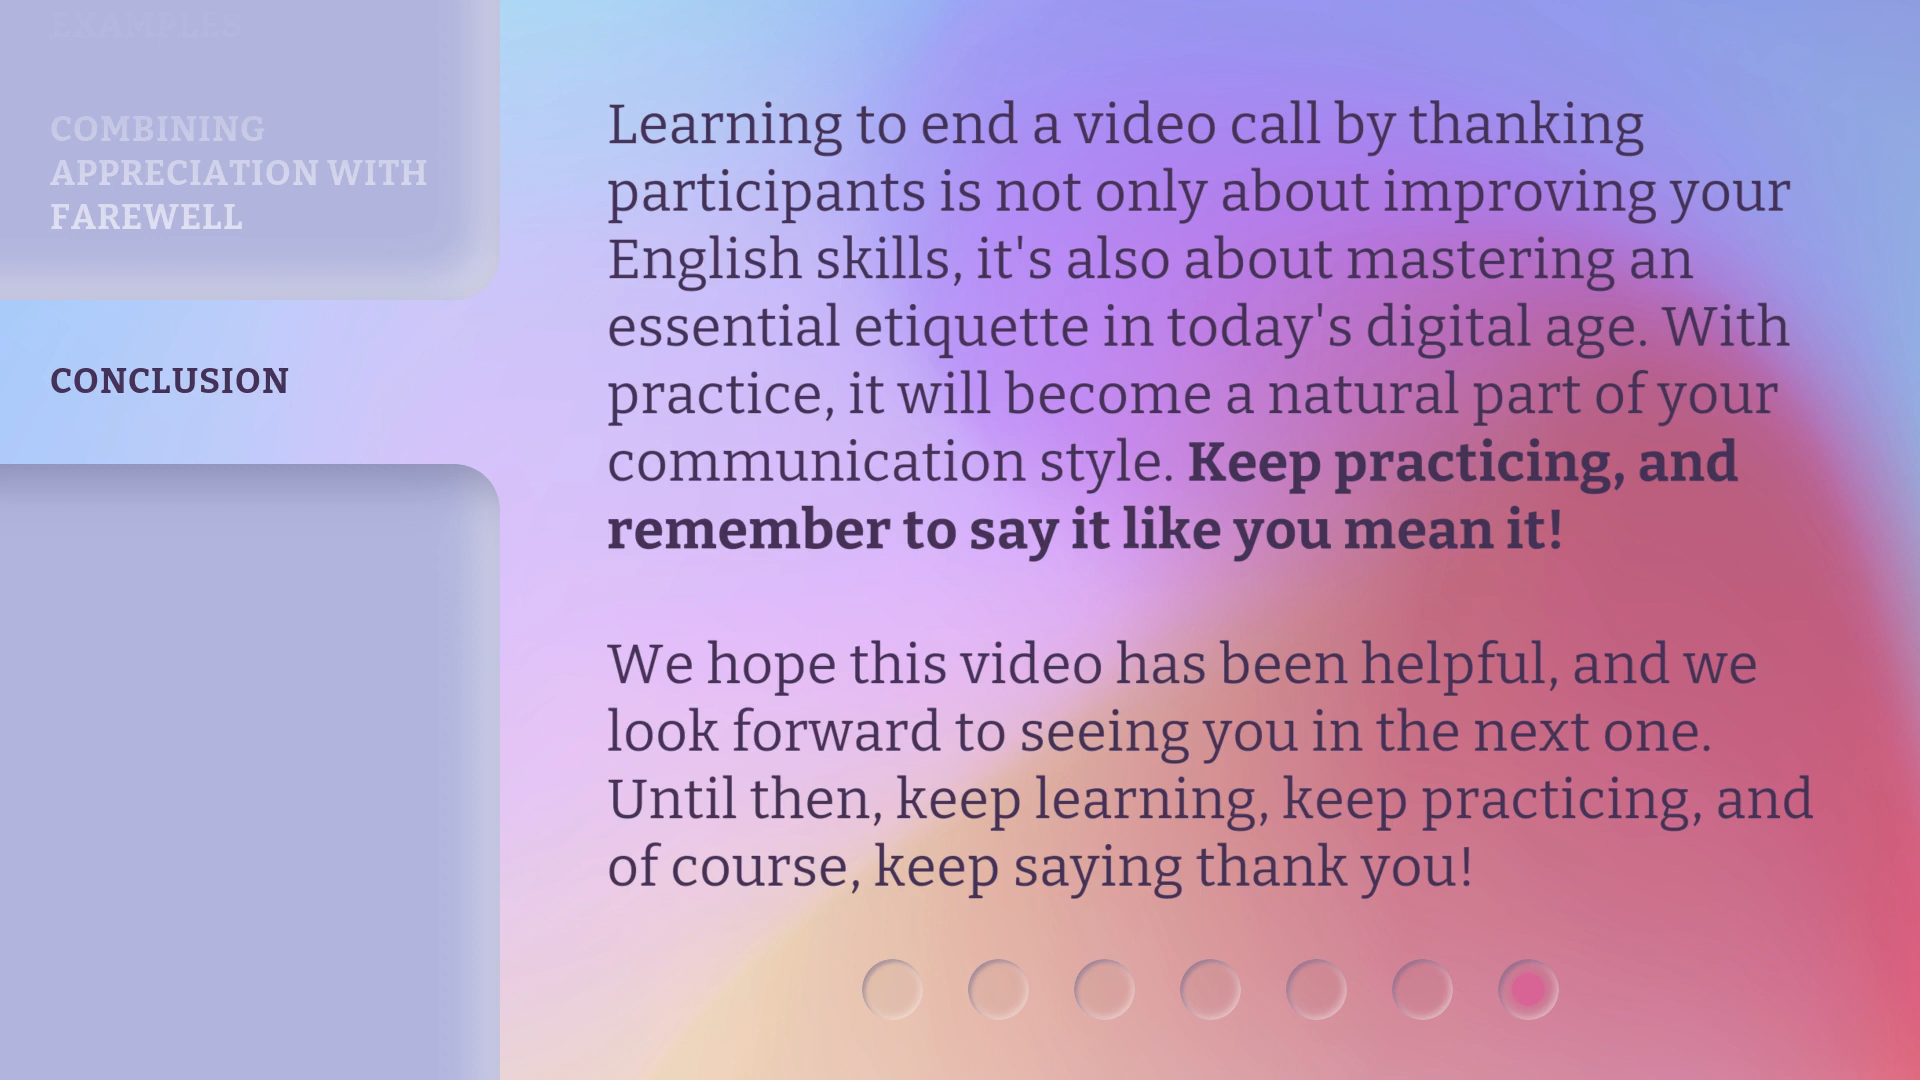 EXAMPLES
COMBINING
APPRECIATION WITH
FAREWELL
CONCLUSION
Learning to end a video call by thanking
participants is not only about improving your
English skills, it's also about mastering an
essential etiquette in today's digital age. With
practice, it will become a natural part of your
communication style. Keep practicing, and
remember to say it like you mean it!
We hope this video has been helpful, and we
look forward to seeing you in the next one.
Until then, keep learning, keep practicing, and
of course, keep saying thank you!